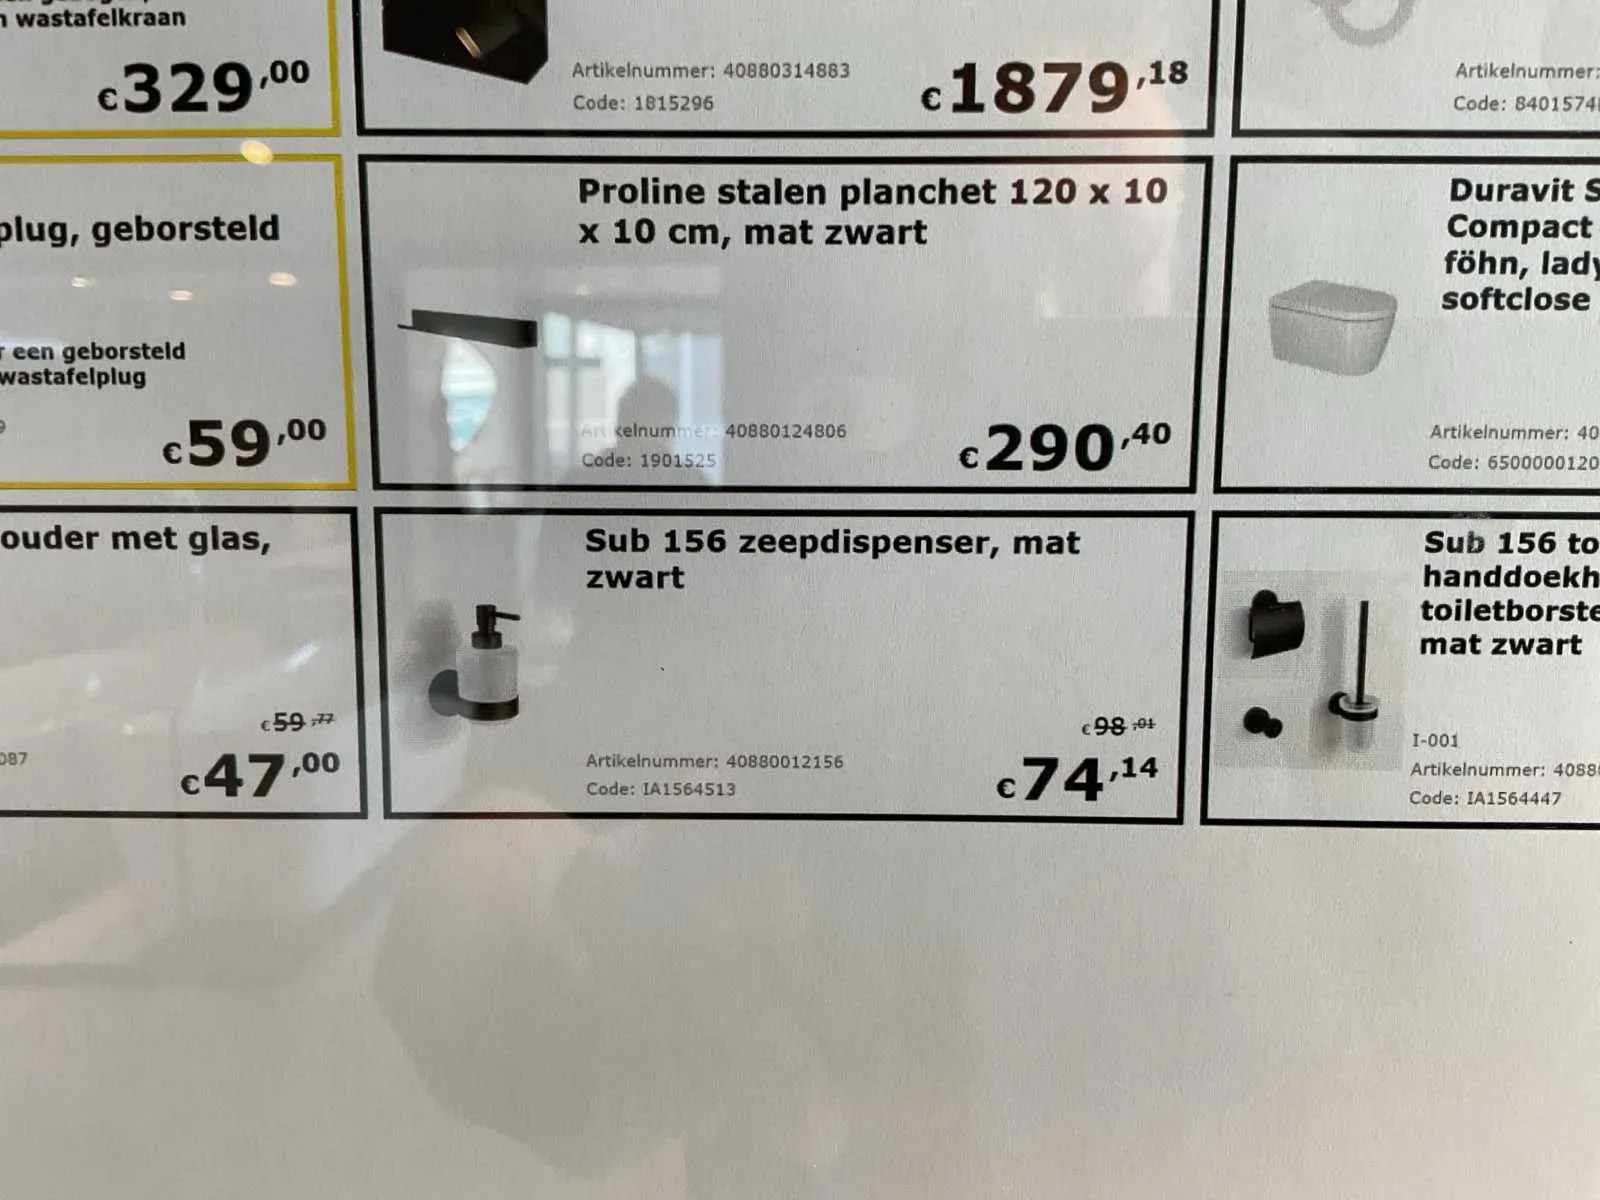 wastafelkraan
€329,00
Artikelnummer: 40880314883
Code: 1815296
€1879,18
Artikelnummer:
Code:
plug, geborsteld
een geborsteld
wastafelplug
€59,00
Proline stalen planchet 120 x 10
x 10 cm, mat zwart
Artikelnummer: 40880124806
Code: 1901525
€290,40
Duravit S
Compact
föhn, lady
softclose
Artikelnummer: 40
Code: 6500000120
ouder met glas,
€59,77
087
€47,00
Sub 156 zeepdispenser, mat
zwart
€98,01
Artikelnummer: 40880012156
Code: IA1564513
€74,14
Sub 156 to
handdoekh
toiletborste
mat zwart
I-001
Artikelnummer: 4088
Code: IA1564447